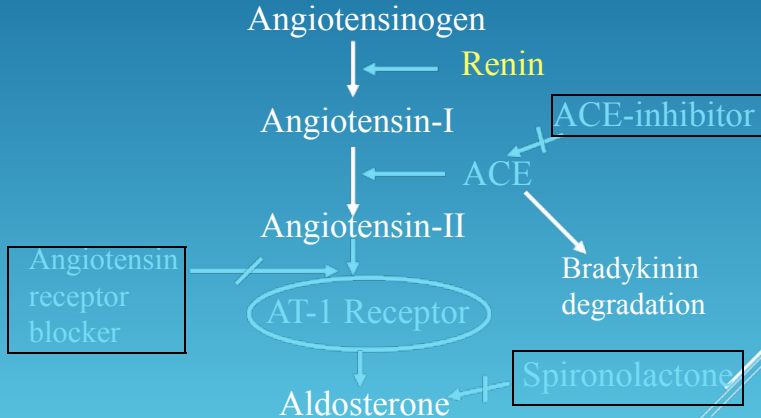 Angiotensinogen
Renin
Angiotensin-I
ACE-inhibitor
ACE
Angiotensin-II
Angiotensin
receptor
blocker
Bradykinin
degradation
AT-1 Receptor
Spironolactone
Aldosterone